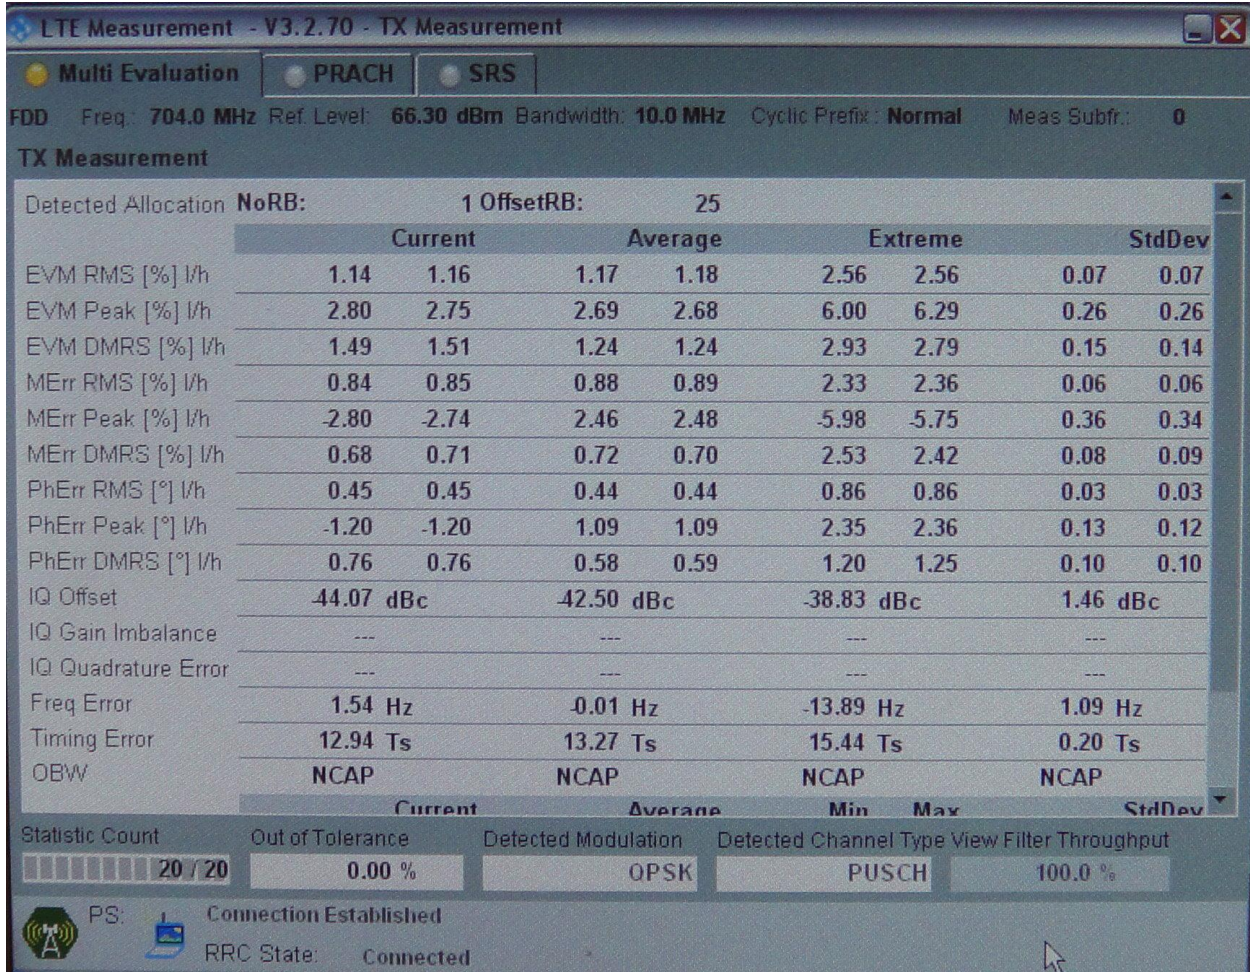 LTE Measurement - V3.2.70 - TX Measurement
Multi Evaluation PRACH SRS
FDD Freq.: 704.0 MHz Ref. Level: 66.30 dBm Bandwidth: 10.0 MHz Cyclic Prefix: Normal Meas Subfr.: 0
TX Measurement
Detected Allocation NoRB: 1 OffsetRB: 25
Current Average Extreme StdDev
EVM RMS [%] l/h 1.14 1.16 1.17 1.18 2.56 2.56 0.07 0.07
EVM Peak [%] l/h 2.80 2.75 2.69 2.68 6.00 6.29 0.26 0.26
EVM DMRS [%] l/h 1.49 1.51 1.24 1.24 2.93 2.79 0.15 0.14
MErr RMS [%] l/h 0.84 0.85 0.88 0.89 2.33 2.36 0.06 0.06
MErr Peak [%] l/h -2.80 -2.74 2.46 2.48 -5.98 -5.75 0.36 0.34
MErr DMRS [%] l/h 0.68 0.71 0.72 0.70 2.53 2.42 0.08 0.09
PhErr RMS [°] l/h 0.45 0.45 0.44 0.44 0.86 0.86 0.03 0.03
PhErr Peak [°] l/h -1.20 -1.20 1.09 1.09 2.35 2.36 0.13 0.12
PhErr DMRS [°] l/h 0.76 0.76 0.58 0.59 1.20 1.25 0.10 0.10
IQ Offset -44.07 dBc -42.50 dBc -38.83 dBc 1.46 dBc
IQ Gain Imbalance --- --- --- ---
IQ Quadrature Error --- --- --- ---
Freq Error 1.54 Hz -0.01 Hz -13.89 Hz 1.09 Hz
Timing Error 12.94 Ts 13.27 Ts 15.44 Ts 0.20 Ts
OBW NCAP NCAP NCAP NCAP
Current Average Min Max StdDev
Statistic Count Out of Tolerance Detected Modulation Detected Channel Type View Filter Throughput
20 / 20 0.00 % QPSK PUSCH 100.0 %
PS: Connection Established
RRC State: Connected